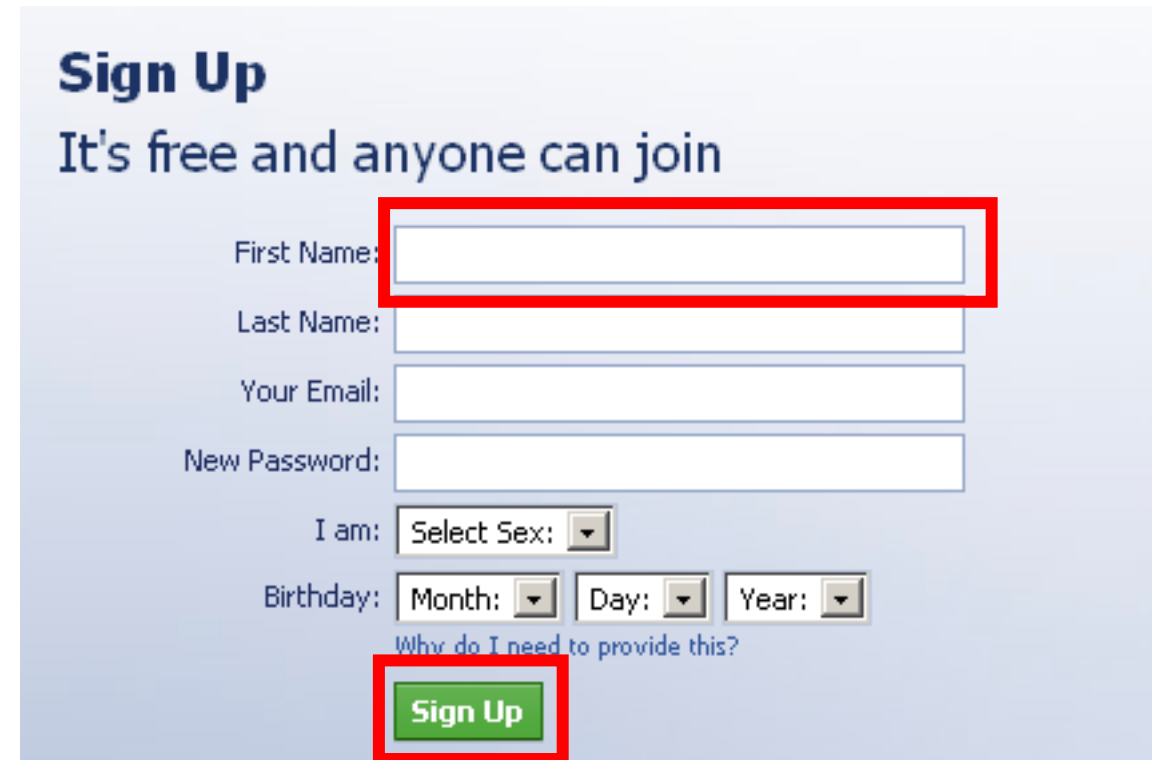 Sign Up
It's free and anyone can join
First Name:
Last Name:
Your Email:
New Password:
I am: Select Sex:
Birthday: Month: Day: Year:
Why do I need to provide this?
Sign Up